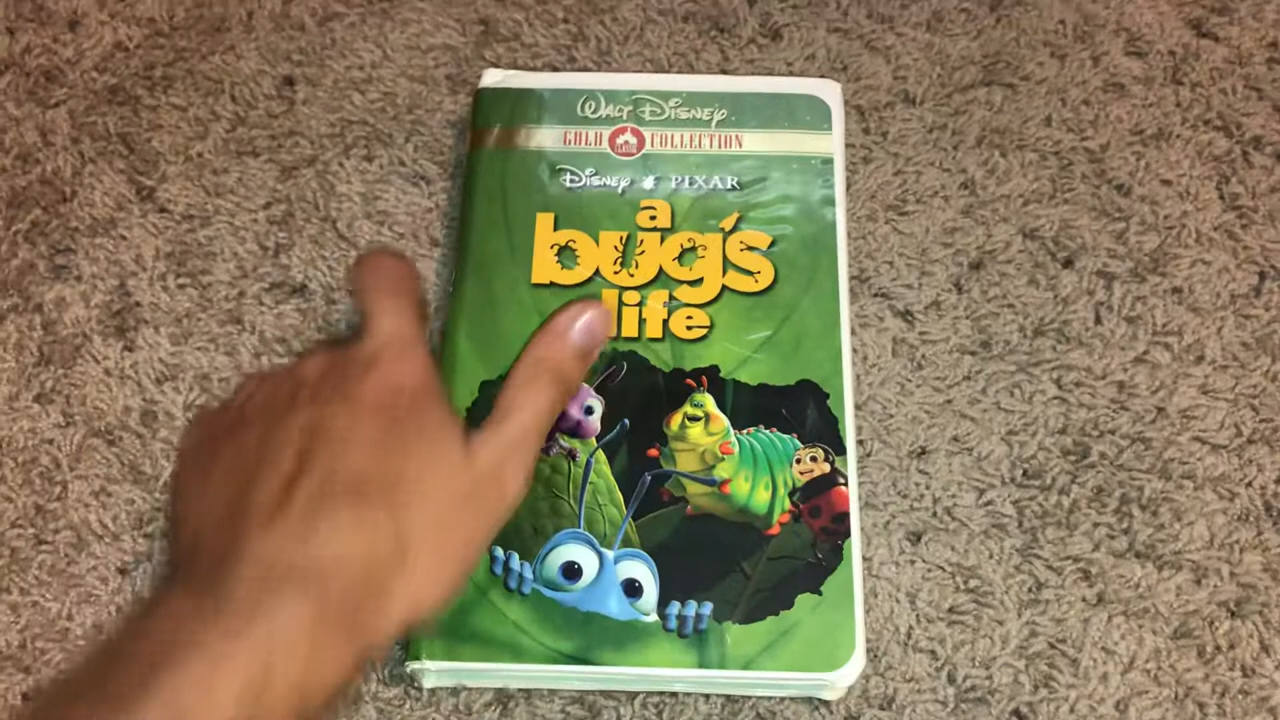 WALT DISNEY
GOLD CLASSIC COLLECTION
DISNEY PIXAR
a
bug's
life